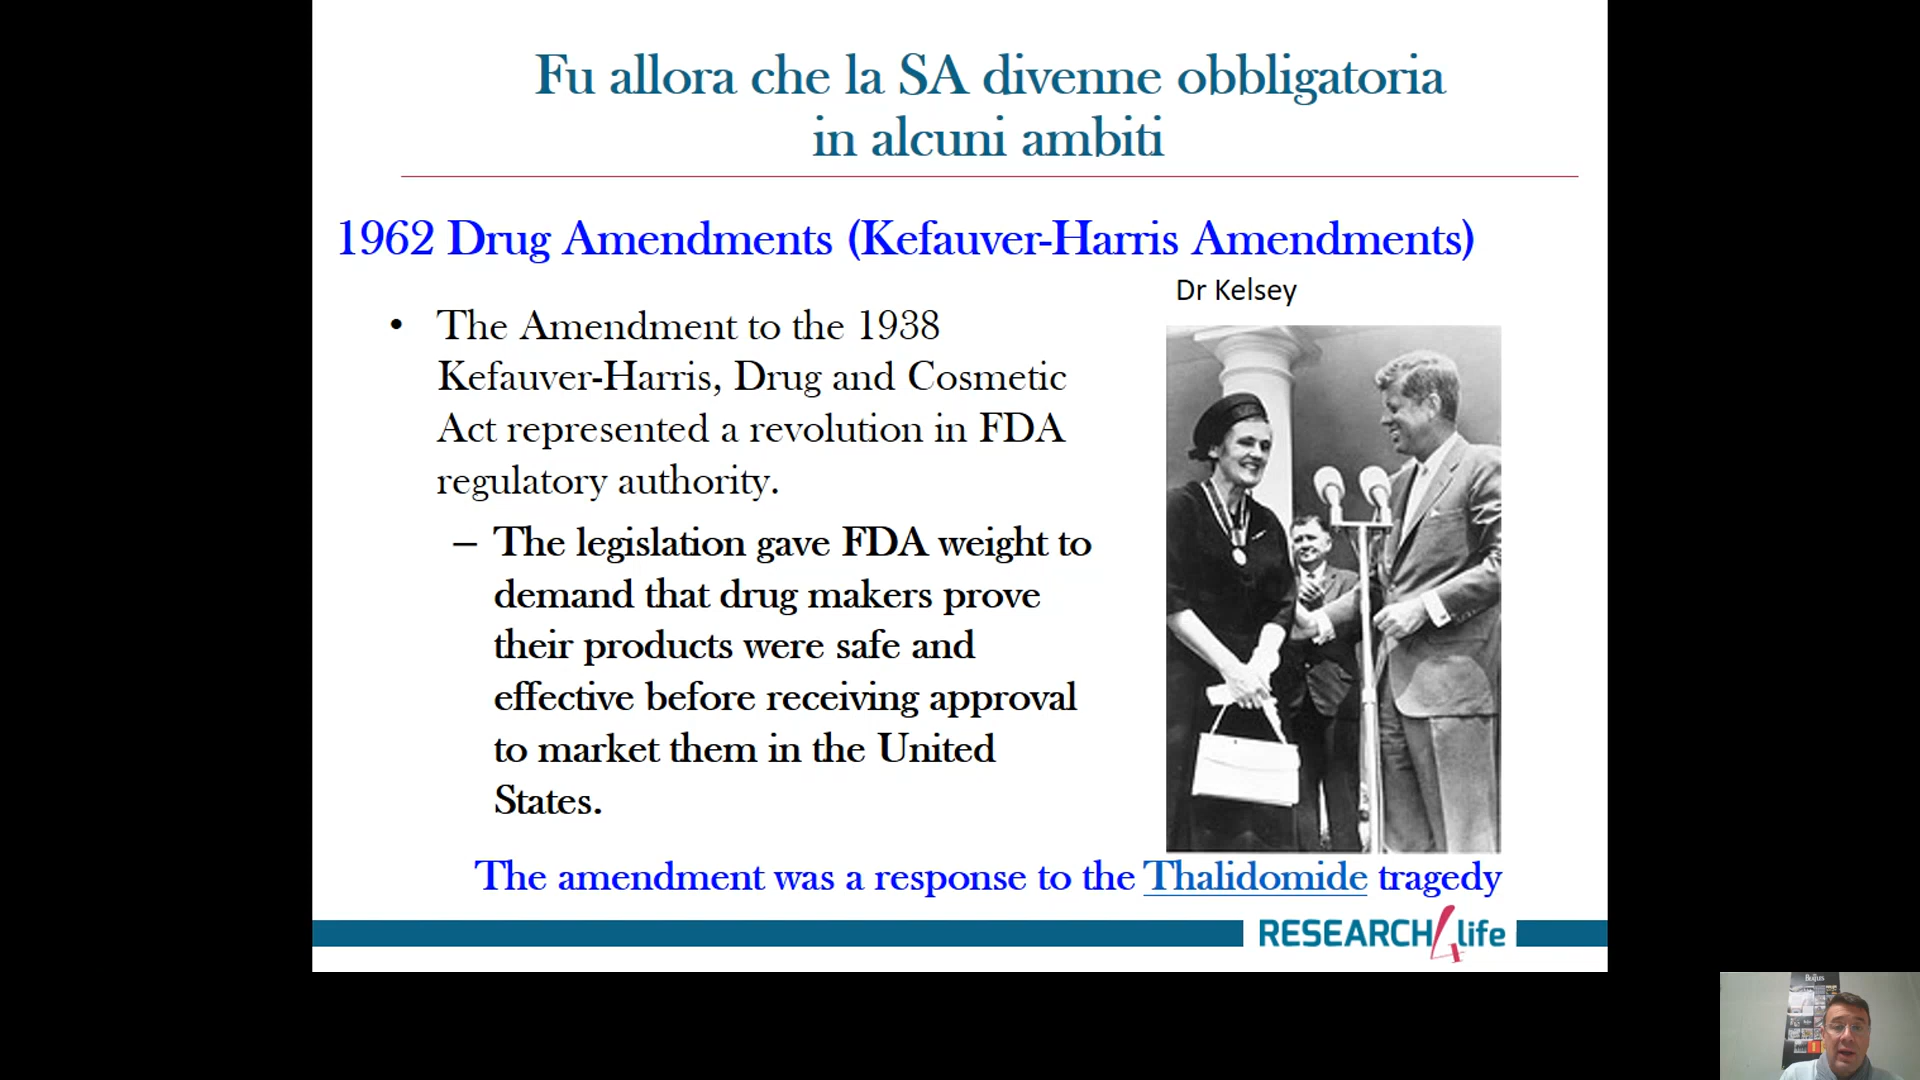 Fu allora che la SA divenne obbligatoria
in alcuni ambiti
1962 Drug Amendments (Kefauver-Harris Amendments)
Dr Kelsey
• The Amendment to the 1938
Kefauver-Harris, Drug and Cosmetic
Act represented a revolution in FDA
regulatory authority.
– The legislation gave FDA weight to
demand that drug makers prove
their products were safe and
effective before receiving approval
to market them in the United
States.
The amendment was a response to the Thalidomide tragedy
RESEARCH4life